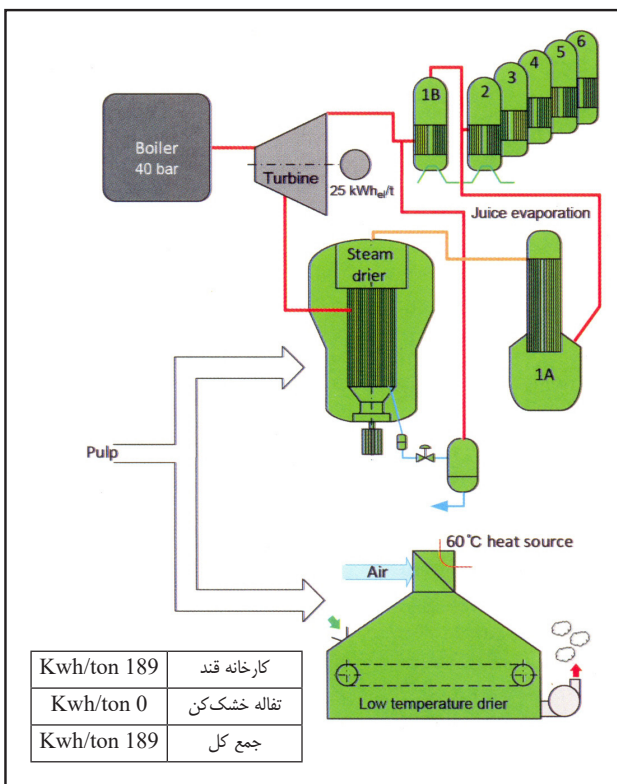 1B
2
3
4
5
6
Boiler
40 bar
Turbine
25 kWhel/t
Juice evaporation
Steam
drier
1A
Pulp
60°C heat source
Air
Low temperature drier
Kwh/ton 189 کارخانه قند
Kwh/ton 0 تفاله خشک‌کن
Kwh/ton 189 جمع کل